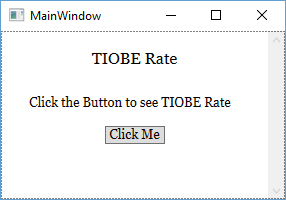 MainWindow
TIOBE Rate
Click the Button to see TIOBE Rate
Click Me